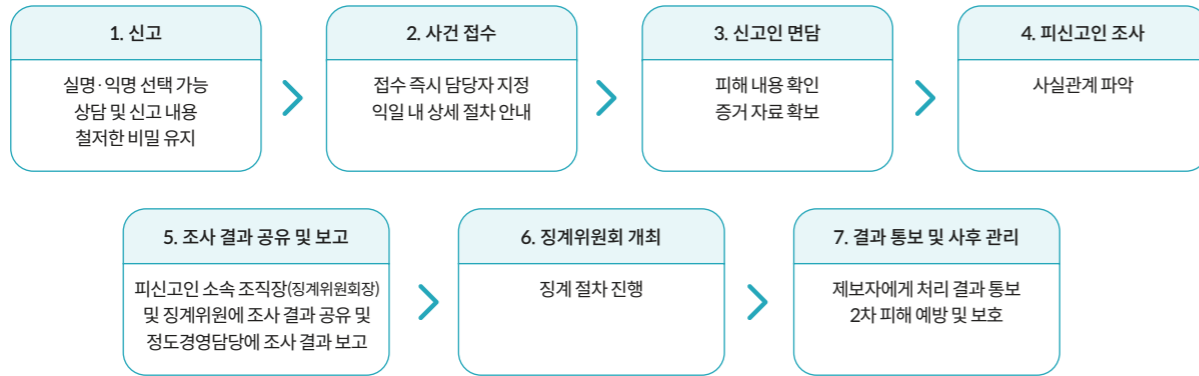 1. 신고
실명·익명 선택 가능
상담 및 신고 내용
철저한 비밀 유지
2. 사건 접수
접수 즉시 담당자 지정
익일 내 상세 절차 안내
3. 신고인 면담
피해 내용 확인
증거 자료 확보
4. 피신고인 조사
사실관계 파악
5. 조사 결과 공유 및 보고
피신고인 소속 조직장(징계위원회장)
및 징계위원에 조사 결과 공유 및
정도경영담당에 조사 결과 보고
6. 징계위원회 개최
징계 절차 진행
7. 결과 통보 및 사후 관리
제보자에게 처리 결과 통보
2차 피해 예방 및 보호